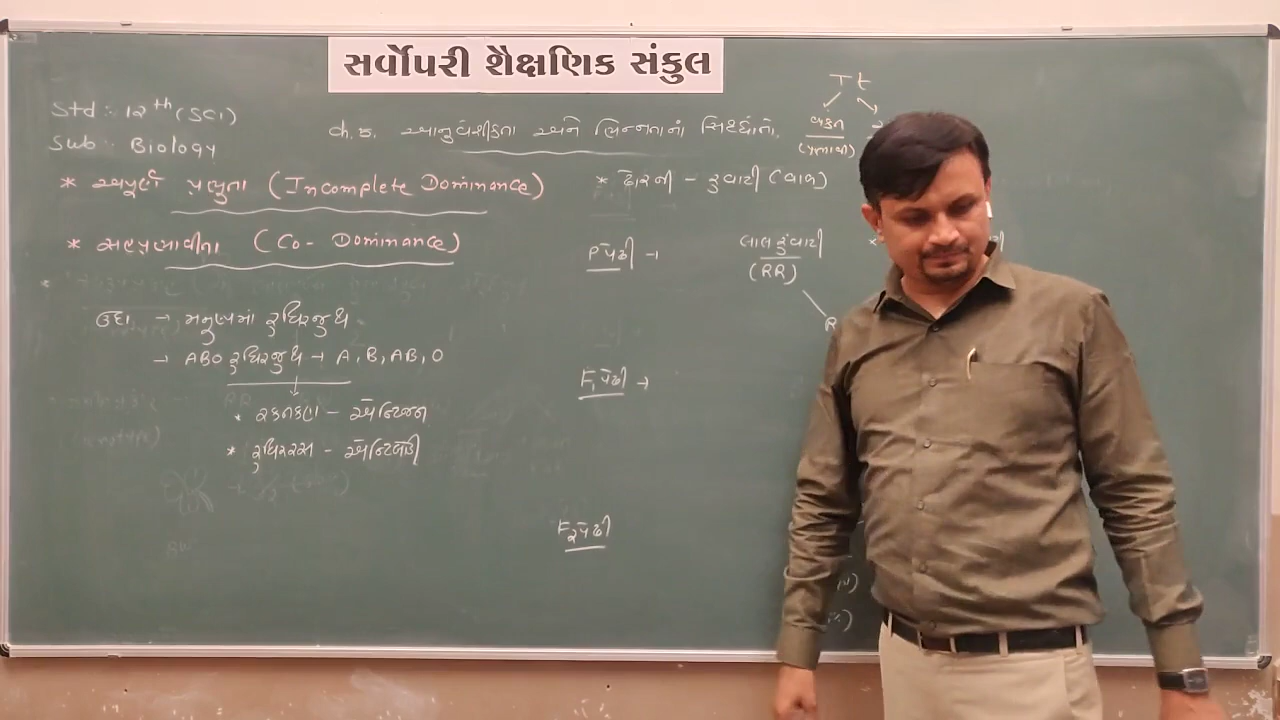 સર્વોપરી શૈક્ષણિક સંકુલ
Std :- 12th (SCI)
Sub :- Biology
ch. 5. આનુવંશીકતા અને ભિન્નતાનાં સિધ્ધાંતો.
T t
(પ્રભાવી)
* અપૂર્ણ પ્રભુતા (Incomplete Dominance)
* ઢોરની - રુવાટી (વાળ)
* સહપ્રભાવીતા (Co-Dominance)
P પેઢી →
લાલ રુંવાટી
(RR)
R
ઉદા → મનુષ્યમાં રુધિરજુથ
→ ABO રુધિરજુથ → A, B, AB, O
F1 પેઢી →
* રક્તકણ - એન્ટિજન
* રુધિરરસ - એન્ટિબોડી
F2 પેઢી